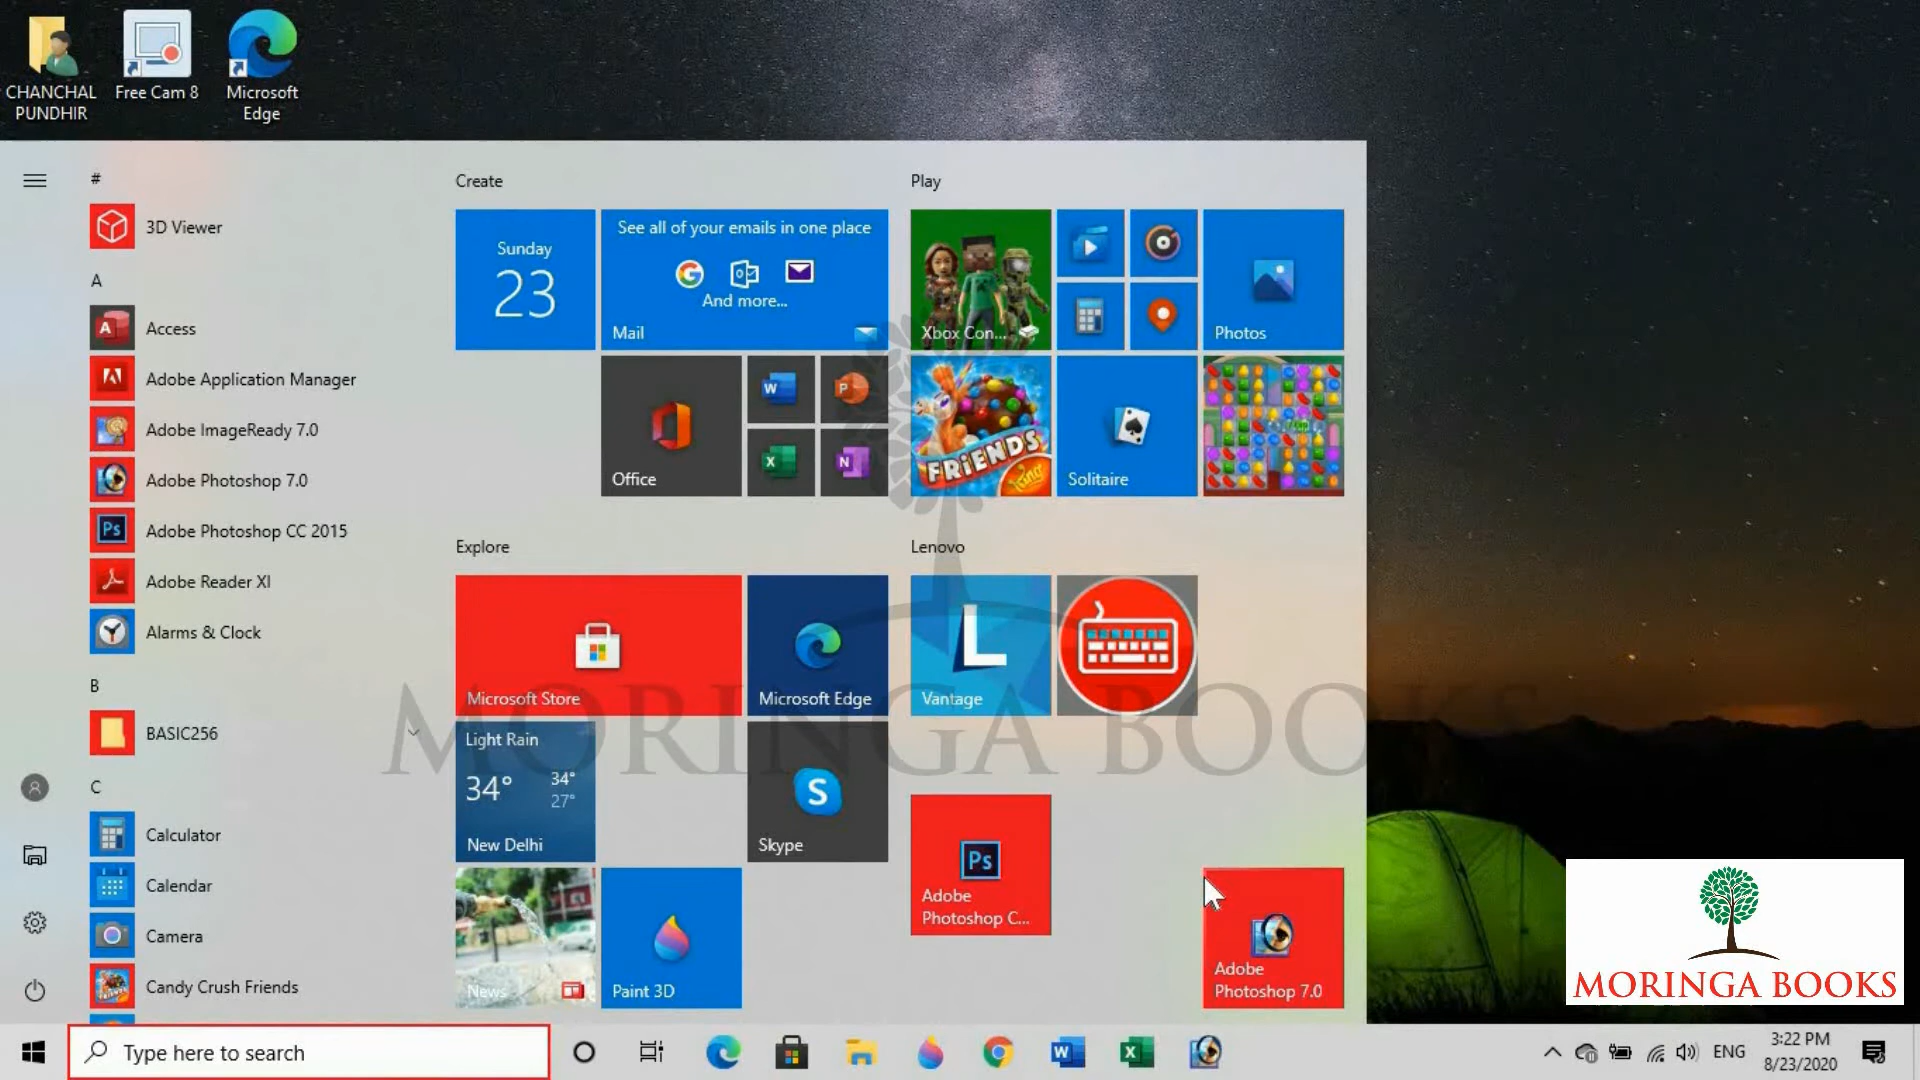 CHANCHAL
PUNDHIR
Free Cam 8
Microsoft
Edge
#
3D Viewer
A
Access
Adobe Application Manager
Adobe ImageReady 7.0
Adobe Photoshop 7.0
Adobe Photoshop CC 2015
Adobe Reader XI
Alarms & Clock
B
BASIC256
C
Calculator
Calendar
Camera
Candy Crush Friends
Create
Sunday
23
See all of your emails in one place
And more...
Mail
Office
Play
Xbox Con...
Photos
FRiENDS
King
Solitaire
Explore
Microsoft Store
Microsoft Edge
Light Rain
34°
34°
27°
New Delhi
Skype
News
Paint 3D
Lenovo
Vantage
Adobe
Photoshop C...
Adobe
Photoshop 7.0
MORINGA BOOKS
MORINGA BOOKS
Type here to search
ENG
3:22 PM
8/23/2020